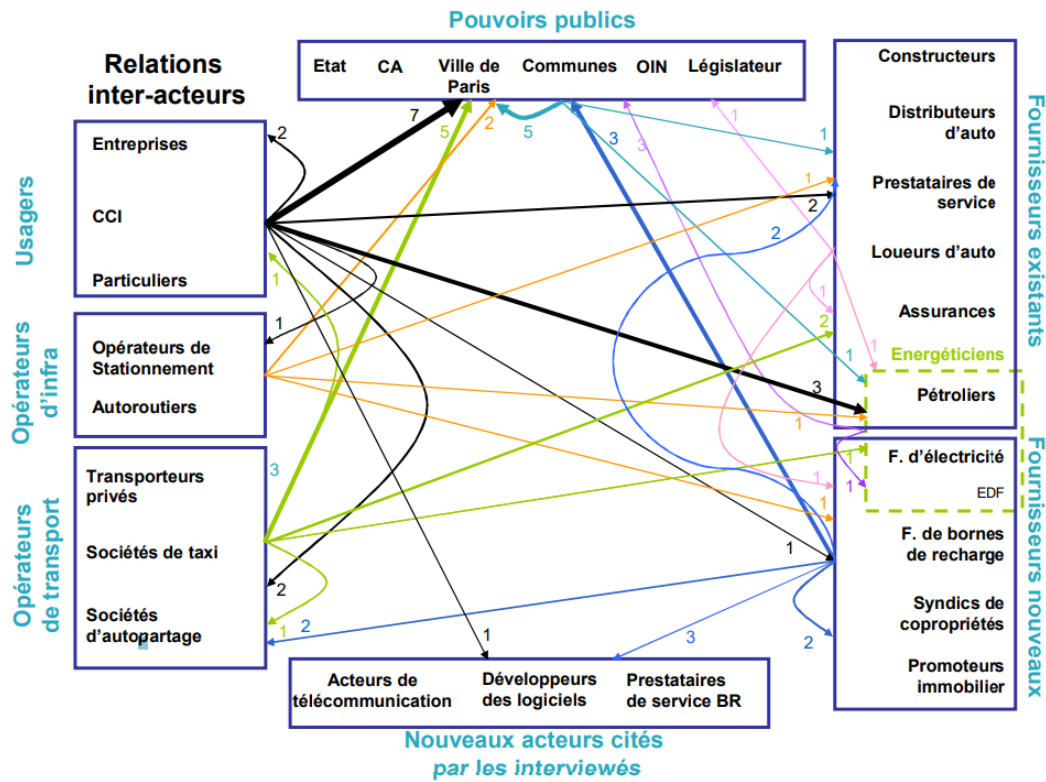 Pouvoirs publics
Relations
inter-acteurs
Etat CA Ville de Communes OIN Législateur
Paris
Usagers
Entreprises
CCI
Particuliers
Opérateurs
d'infra
Opérateurs de
Stationnement
Autoroutiers
Opérateurs
de transport
Transporteurs
privés
Sociétés de taxi
Sociétés
d'autopartage
Fournisseurs existants
Constructeurs
Distributeurs
d'auto
Prestataires de
service
Loueurs d'auto
Assurances
Energéticiens
Pétroliers
Fournisseurs nouveaux
F. d'électricité
EDF
F. de bornes
de recharge
Syndics de
copropriétés
Promoteurs
immobilier
Acteurs de
télécommunication
Développeurs
des logiciels
Prestataires
de service BR
Nouveaux acteurs cités
par les interviewés
2
7
5
2
5
3
3
1
1
1
2
2
1
1
1
2
1
1
3
1
3
1
1
1
1
2
1
2
1
3
2